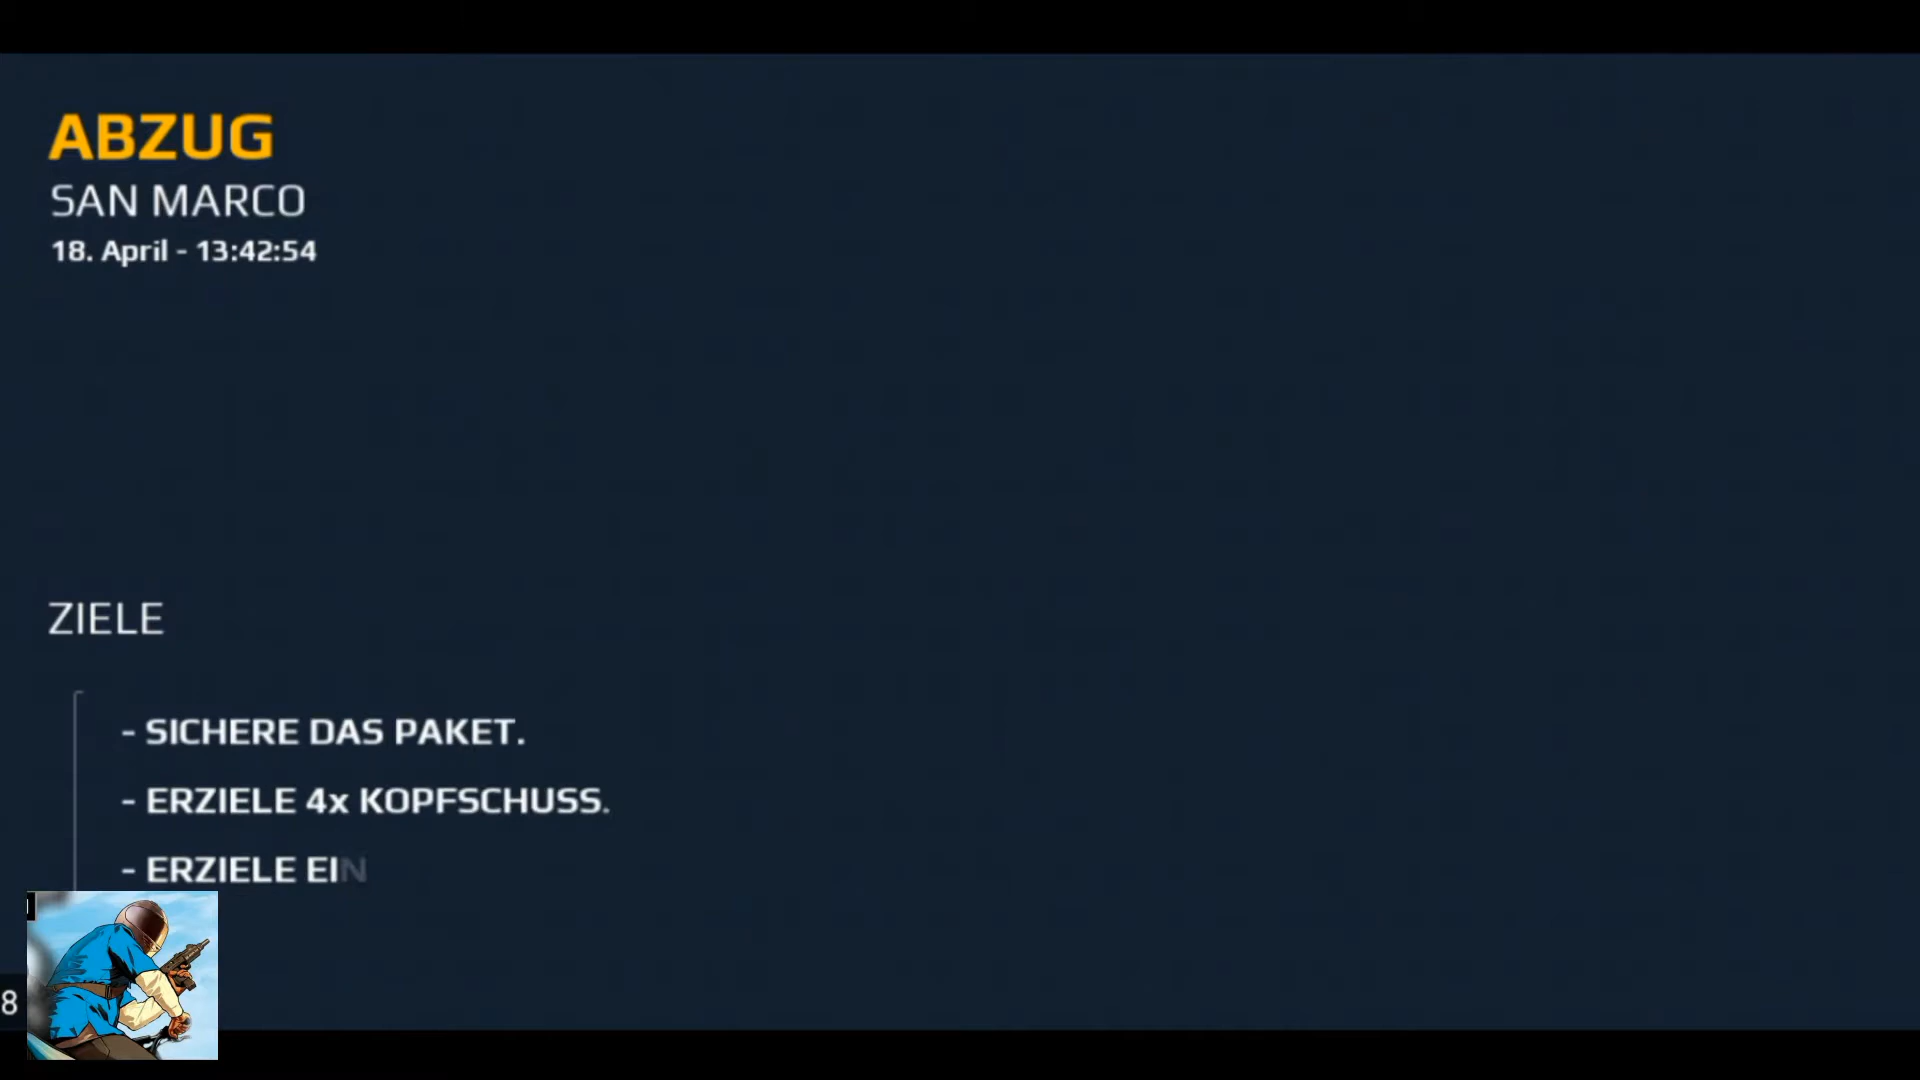 ABZUG
SAN MARCO
18. April - 13:42:54
ZIELE
- SICHERE DAS PAKET.
- ERZIELE 4x KOPFSCHUSS.
- ERZIELE EIN
8